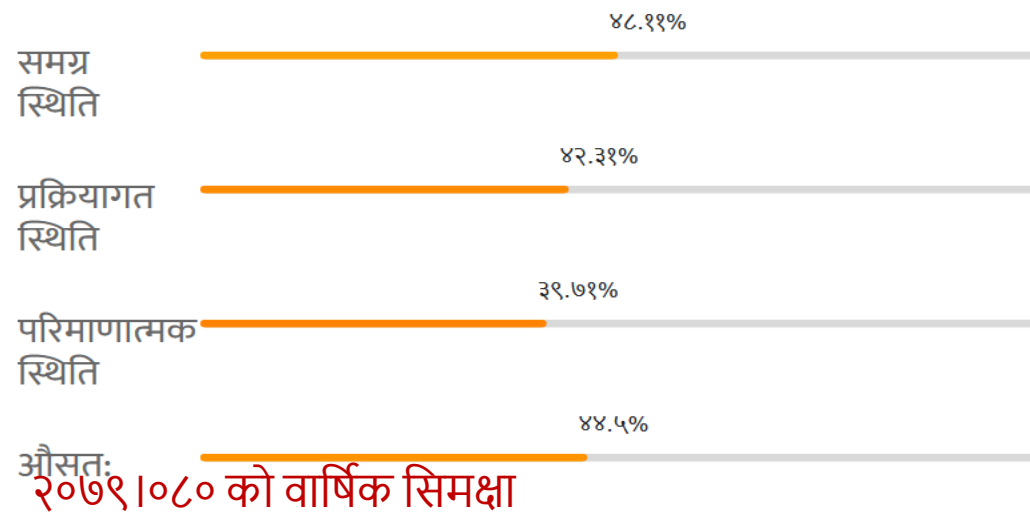 ४८.११%
समग्र
स्थिति
४२.३१%
प्रक्रियागत
स्थिति
३९.७१%
परिमाणात्मक
स्थिति
४४.५%
औसत:
२०७९।०८० को वार्षिक सिमक्षा